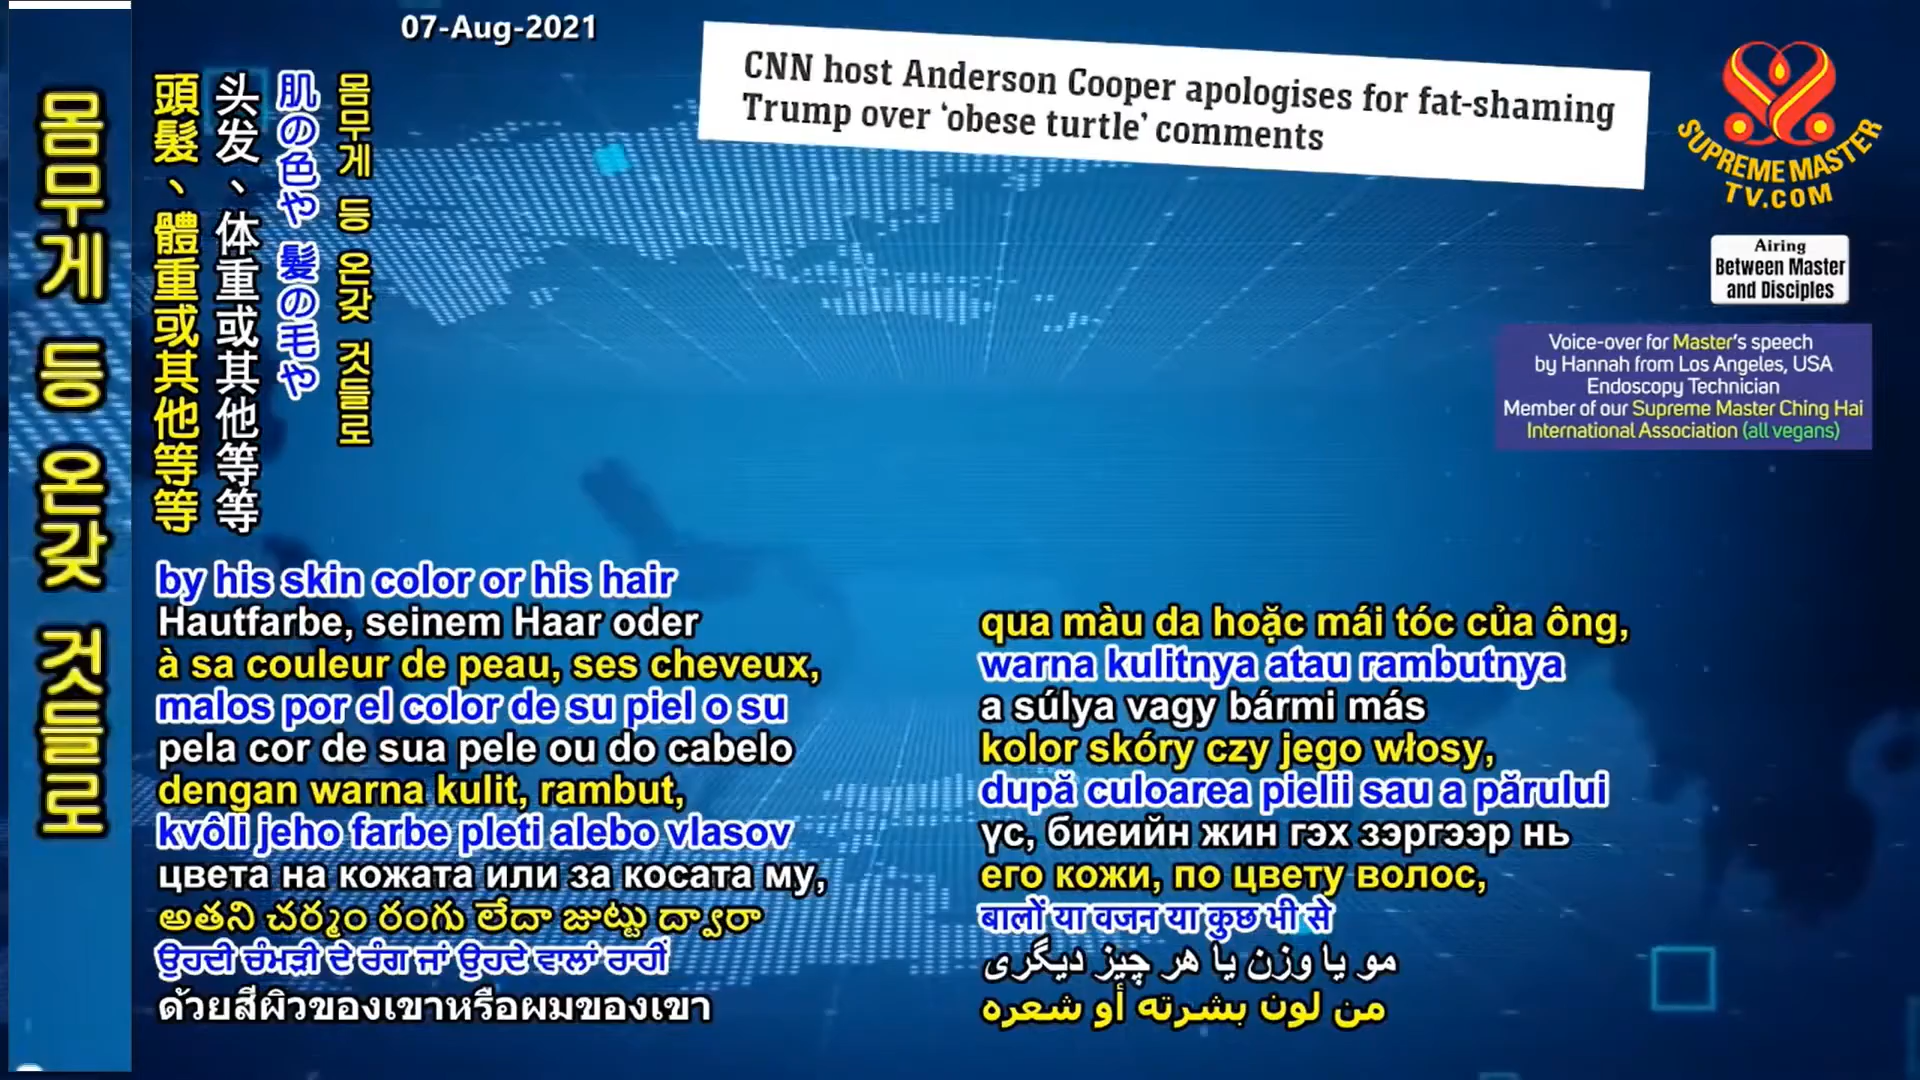 07-Aug-2021
CNN host Anderson Cooper apologises for fat-shaming
Trump over ‘obese turtle’ comments
SUPREME MASTER
TV.COM
Airing
Between Master
and Disciples
Voice-over for Master's speech
by Hannah from Los Angeles, USA
Endoscopy Technician
Member of our Supreme Master Ching Hai
International Association (all vegans)
몸무게 등 온갖 것들로
頭髮、體重或其他等等
头发、体重或其他等等
肌の色や 髪の毛や
몸무게 등 온갖 것들로
by his skin color or his hair
Hautfarbe, seinem Haar oder
à sa couleur de peau, ses cheveux,
malos por el color de su piel o su
pela cor de sua pele ou do cabelo
dengan warna kulit, rambut,
kvôli jeho farbe pleti alebo vlasov
цвета на кожата или за косата му,
అతని చర్మం రంగు లేదా జుట్టు ద్వారా
ਉਹਦੀ ਚੰਮੜੀ ਦੇ ਰੰਗ ਜਾਂ ਉਹਦੇ ਵਾਲਾਂ ਰਾਹੀਂ
ด้วยสีผิวของเขาหรือผมของเขา
qua màu da hoặc mái tóc của ông,
warna kulitnya atau rambutnya
a súlya vagy bármi más
kolor skóry czy jego włosy,
după culoarea pielii sau a părului
үс, биеийн жин гэх зэргээр нь
его кожи, по цвету волос,
बालों या वजन या कुछ भी से
مو یا وزن یا هر چیز دیگری
من لون بشرته أو شعره